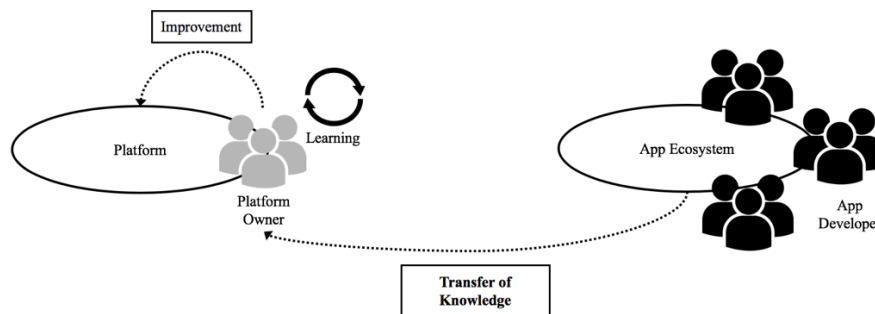 Improvement
Learning
Platform
App Ecosystem
Platform
Owner
App
Develope
Transfer of
Knowledge